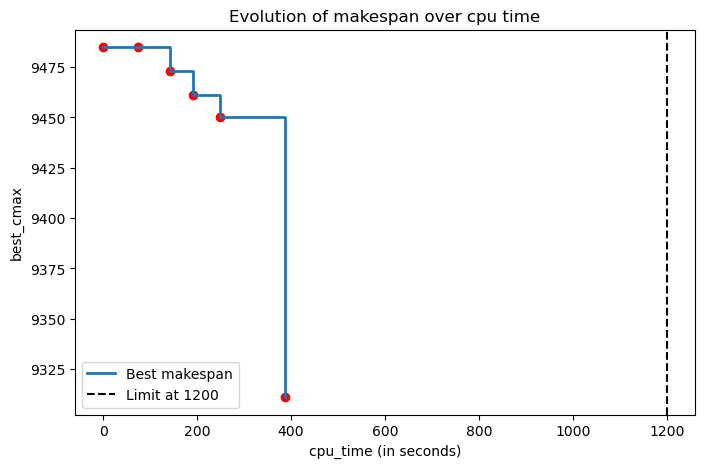 Evolution of makespan over cpu time
best_cmax
9475
9450
9425
9400
9375
9350
9325
Best makespan
Limit at 1200
0 200 400 600 800 1000 1200
cpu_time (in seconds)